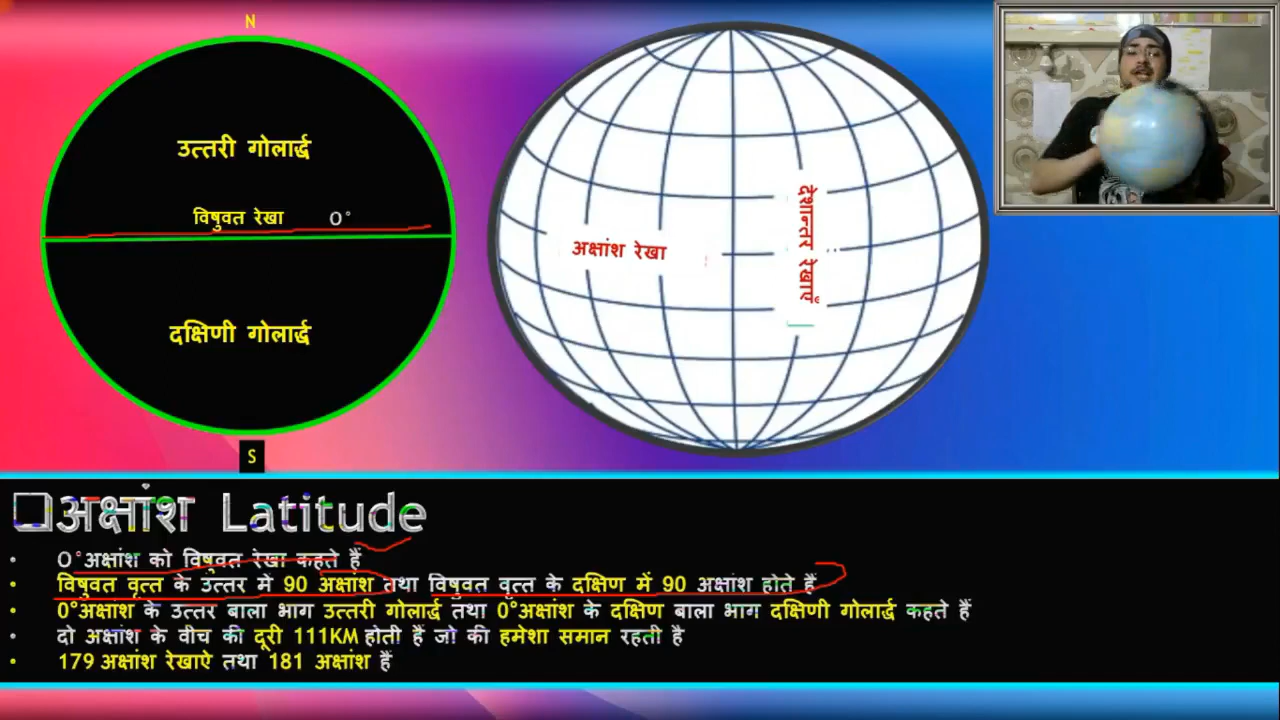 N
उत्तरी गोलार्द्ध
विषुवत रेखा 0°
दक्षिणी गोलार्द्ध
S
अक्षांश रेखा
देशान्तर रेखाएँ
अक्षांश Latitude
• 0°अक्षांश को विषुवत रेखा कहते हैं
• विषुवत वृत्त के उत्तर में 90 अक्षांश तथा विषुवत वृत्त के दक्षिण में 90 अक्षांश होते हैं
• 0°अक्षांश के उत्तर बाला भाग उत्तरी गोलार्द्ध तथा 0°अक्षांश के दक्षिण बाला भाग दक्षिणी गोलार्द्ध कहते हैं
• दो अक्षांश के वीच की दूरी 111KM होती हैं जो की हमेशा समान रहती है
• 179 अक्षांश रेखाऐ तथा 181 अक्षांश हैं